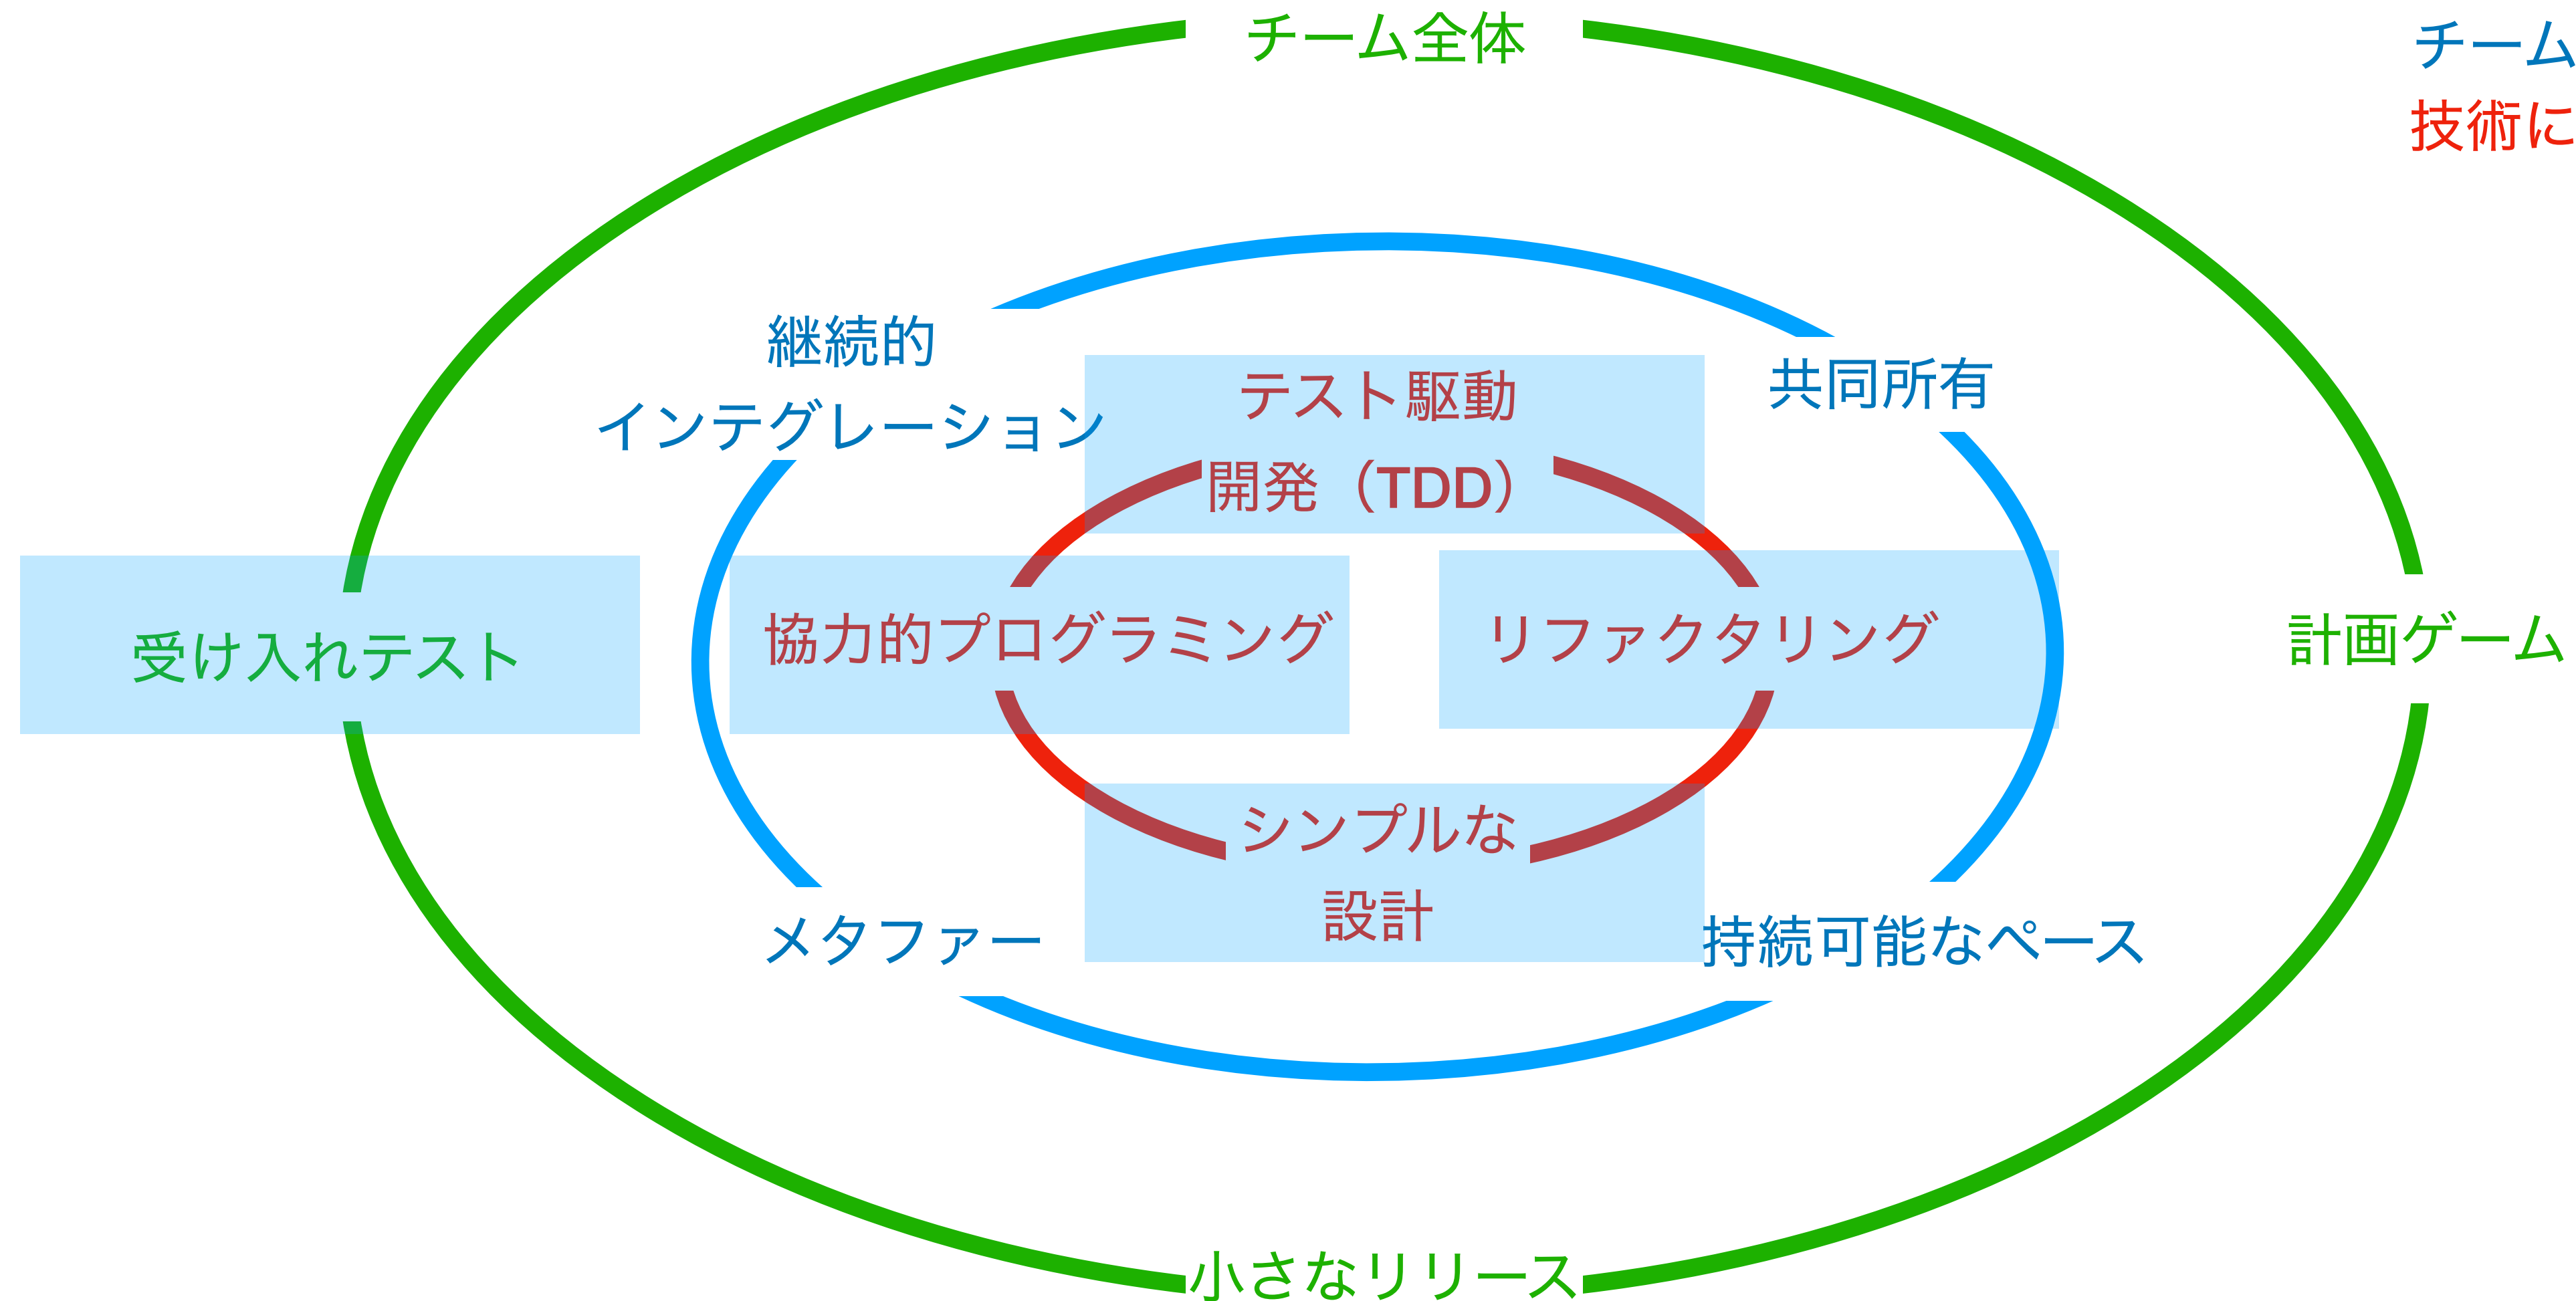 チーム全体
チーム
技術に
継続的
インテグレーション
テスト駆動
開発（TDD）
共同所有
受け入れテスト
協力的プログラミング
リファクタリング
計画ゲーム
シンプルな
設計
メタファー
持続可能なペース
小さなリリース